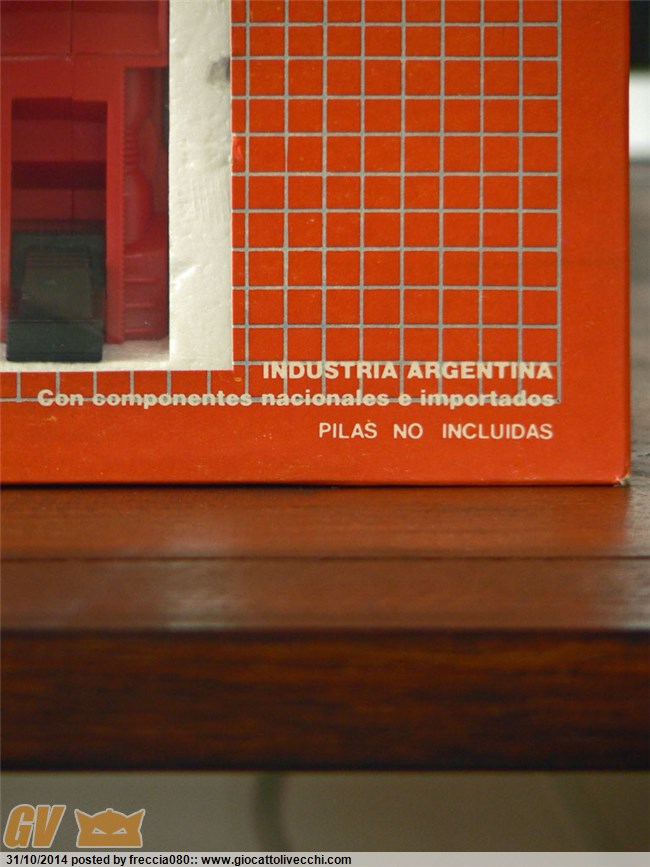 INDUSTRIA ARGENTINA
Con componentes nacionales e importados
PILAS NO INCLUIDAS
GV
31/10/2014 posted by freccia080:: www.giocattolivecchi.com